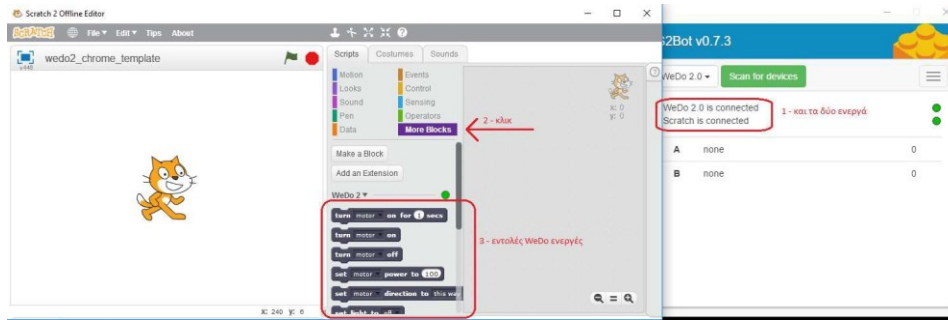 Scratch 2 Offline Editor
SCRATCH File Edit Tips About
wedo2_chrome_template
v440
Scripts Costumes Sounds
Motion Events
Looks Control
Sound Sensing
Pen Operators
Data More Blocks
2 - κλικ
Make a Block
Add an Extension
WeDo 2
turn motor on for 1 secs
turn motor on
turn motor off
set motor power to 100
set motor direction to this way
set light to
3 - εντολές WeDo ενεργές
x: 0
y: 0
X: 240 y: 6
S2Bot v0.7.3
WeDo 2.0 Scan for devices
WeDo 2.0 is connected
Scratch is connected
1 - και τα δύο ενεργά
A none 0
B none 0